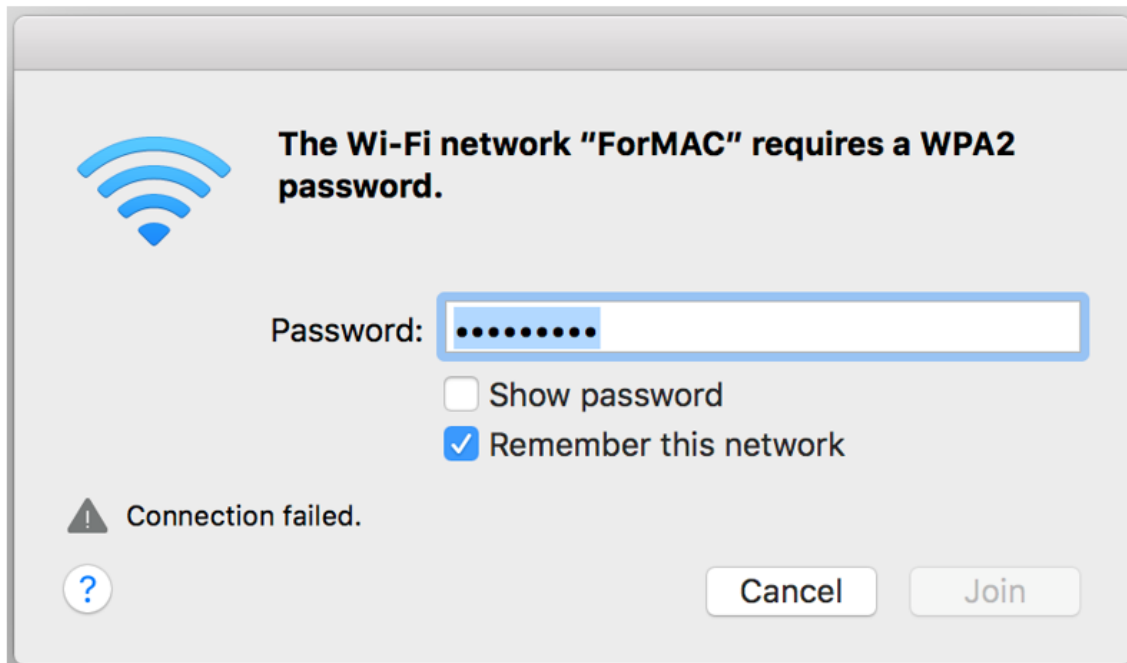 The Wi-Fi network “ForMAC” requires a WPA2
password.
Password: •••••••••
Show password
Remember this network
Connection failed.
?
Cancel Join